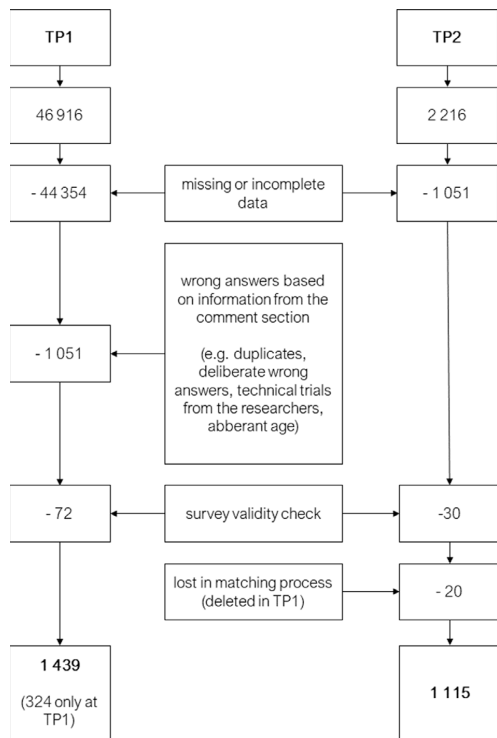 TP1
TP2
46 916
2 216
- 44 354
missing or incomplete
data
- 1 051
wrong answers based
on information from the
comment section
(e.g. duplicates,
deliberate wrong
answers, technical trials
from the researchers,
abberant age)
- 1 051
- 72
survey validity check
-30
lost in matching process
(deleted in TP1)
- 20
1 439
(324 only at
TP1)
1 115